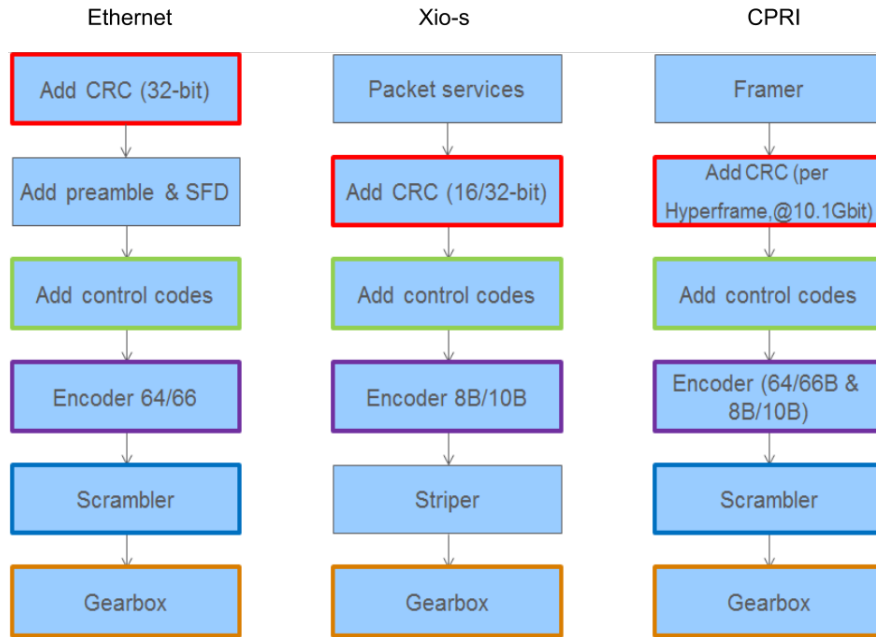 Ethernet
Xio-s
CPRI
Add CRC (32-bit)
Packet services
Framer
Add preamble & SFD
Add CRC (16/32-bit)
Add CRC (per
Hyperframe,@10.1Gbit)
Add control codes
Add control codes
Add control codes
Encoder 64/66
Encoder 8B/10B
Encoder (64/66B &
8B/10B)
Scrambler
Striper
Scrambler
Gearbox
Gearbox
Gearbox